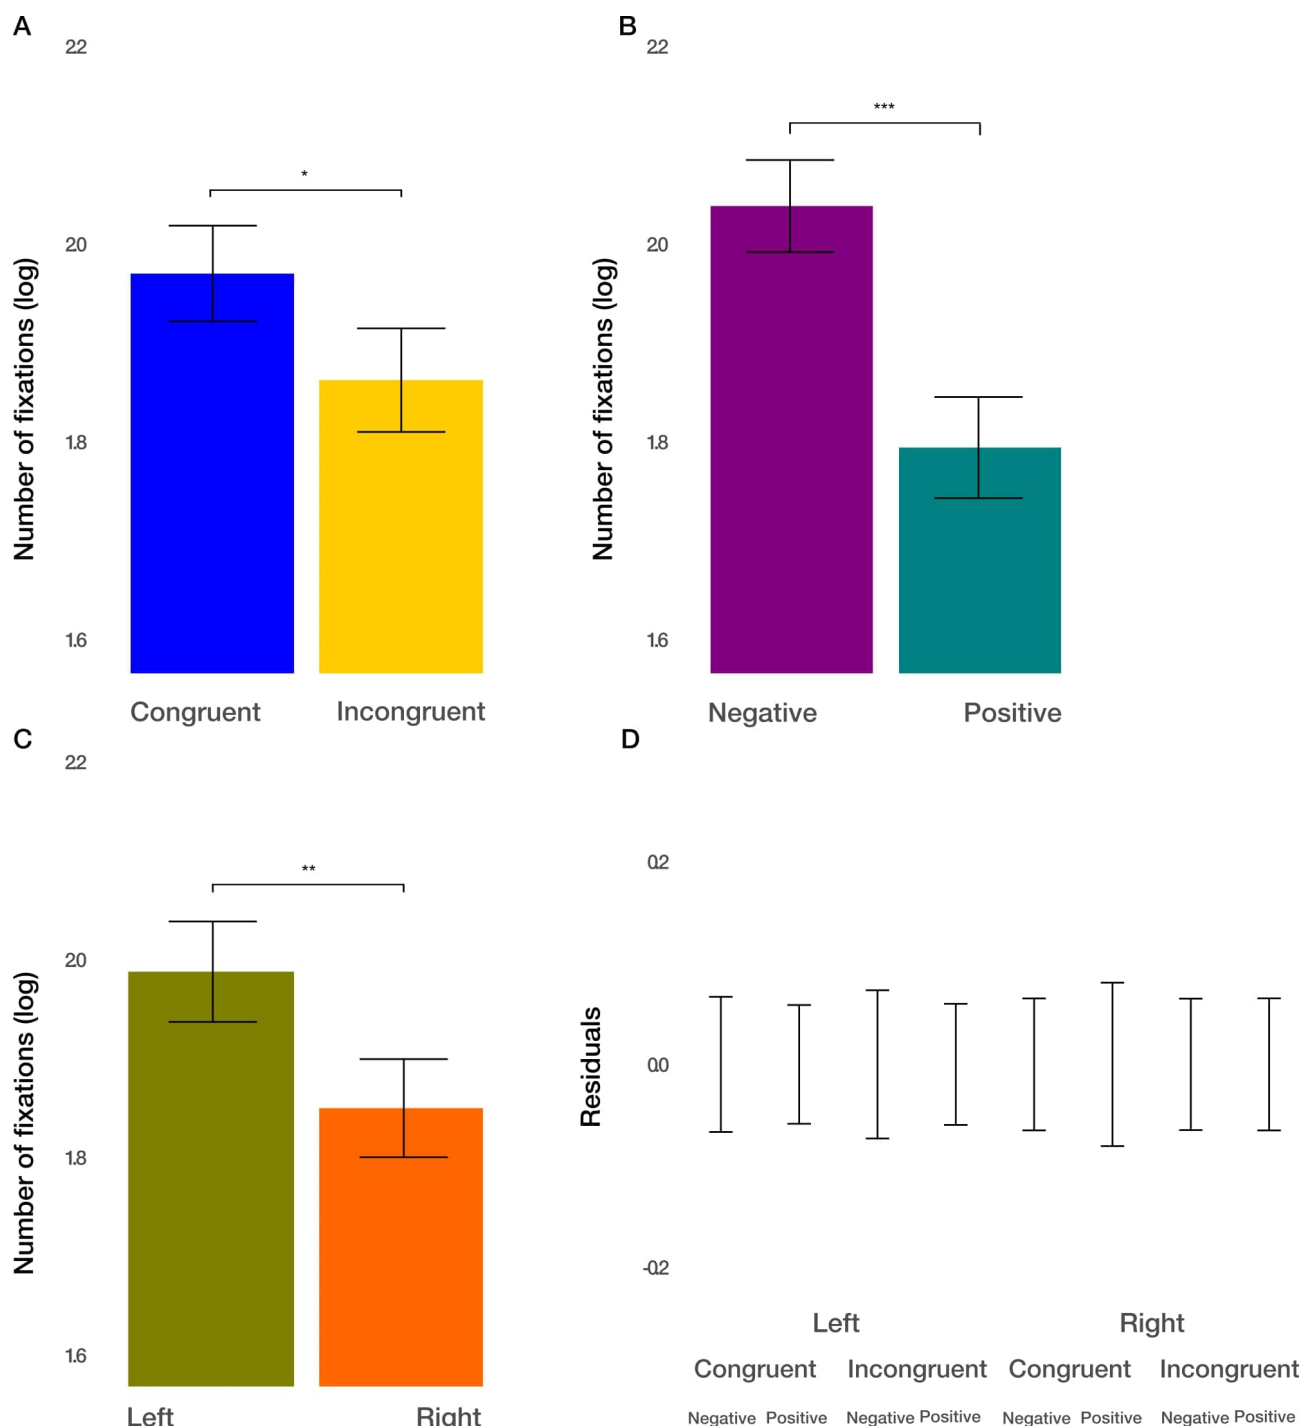 A
22
20
1.8
1.6
Number of fixations (log)
*
Congruent Incongruent
B
22
20
1.8
1.6
Number of fixations (log)
***
Negative Positive
C
22
20
1.8
1.6
Number of fixations (log)
**
Left Right
D
0.2
0.0
-0.2
Residuals
Left Right
Congruent Incongruent Congruent Incongruent
Negative Positive Negative Positive Negative Positive Negative Positive